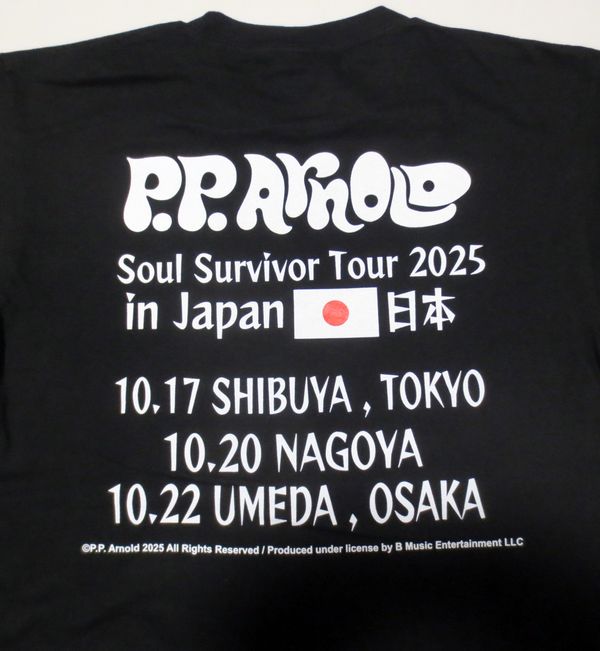 P.P. Arnold
Soul Survivor Tour 2025
in Japan 日本
10.17 SHIBUYA , TOKYO
10.20 NAGOYA
10.22 UMEDA , OSAKA
©P.P. Arnold 2025 All Rights Reserved / Produced under license by B Music Entertainment LLC